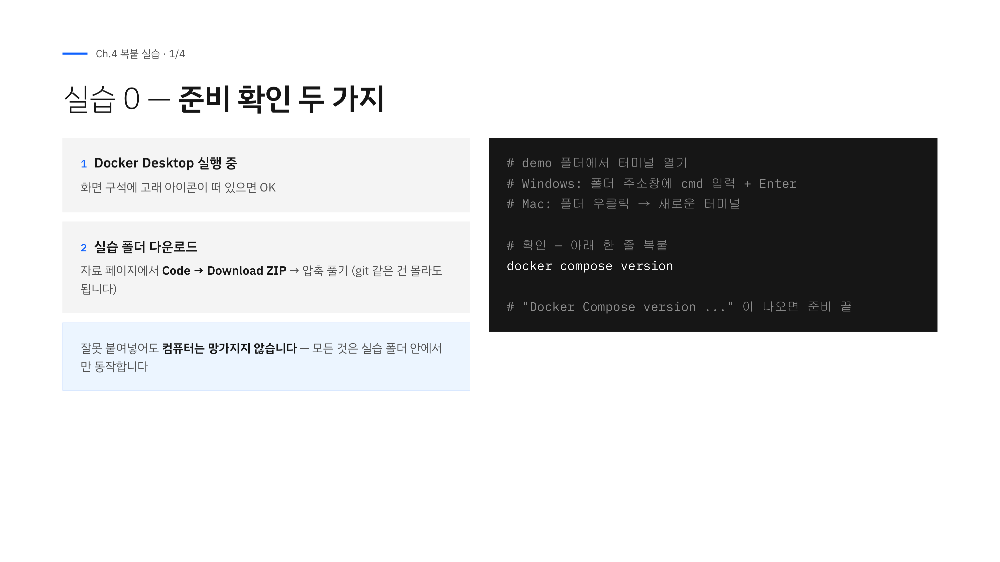 Ch.4 복붙 실습 · 1/4
실습 0 — 준비 확인 두 가지
1 Docker Desktop 실행 중
화면 구석에 고래 아이콘이 떠 있으면 OK
2 실습 폴더 다운로드
자료 페이지에서 Code → Download ZIP → 압축 풀기 (git 같은 건 몰라도
됩니다)
잘못 붙여넣어도 컴퓨터는 망가지지 않습니다 — 모든 것은 실습 폴더 안에서
만 동작합니다
# demo 폴더에서 터미널 열기
# Windows: 폴더 주소창에 cmd 입력 + Enter
# Mac: 폴더 우클릭 → 새로운 터미널
# 확인 — 아래 한 줄 복붙
docker compose version
# "Docker Compose version ..." 이 나오면 준비 끝